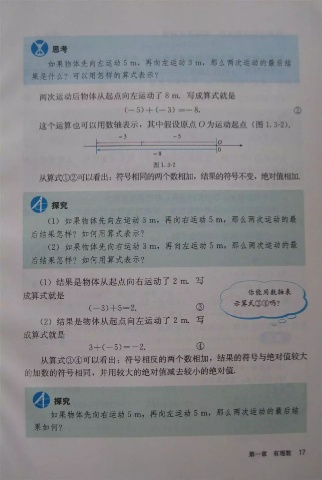 思考
如果物体先向左运动 5 m，再向左运动 3 m，那么两次运动的最后结
果是什么？可以用怎样的算式表示？
两次运动后物体从起点向左运动了 8 m. 写成算式就是
(－5)＋(－3)＝－8. ②
这个运算也可以用数轴表示，其中假设原点 O 为运动起点（图 1.3-2）.
－3 －5
－8
图 1.3-2
从算式①②可以看出：符号相同的两个数相加，结果的符号不变，绝对值相加.
探究
（1）如果物体先向左运动 3 m，再向右运动 5 m，那么两次运动的最
后结果怎样？如何用算式表示？
（2）如果物体先向右运动 3 m，再向左运动 5 m，那么两次运动的最
后结果怎样？如何用算式表示？
（1）结果是物体从起点向右运动了 2 m. 写
成算式就是
(－3)＋5＝2. ③
你能用数轴表
示算式③④吗？
（2）结果是物体从起点向左运动了 2 m. 写
成算式就是
3＋(－5)＝－2. ④
从算式③④可以看出：符号相反的两个数相加，结果的符号与绝对值较大
的加数的符号相同，并用较大的绝对值减去较小的绝对值.
探究
如果物体先向右运动 5 m，再向左运动 5 m，那么两次运动的最后结
果如何？
第一章 有理数 17